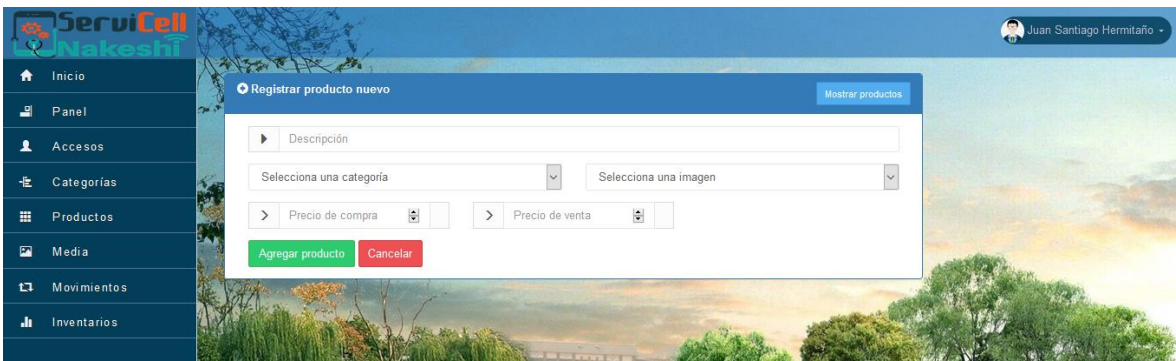 ServiCell
Nakeshi
Juan Santiago Hermitaño
Inicio
Panel
Accesos
Categorías
Productos
Media
Movimientos
Inventarios
Registrar producto nuevo
Mostrar productos
Descripción
Selecciona una categoría
Selecciona una imagen
Precio de compra
Precio de venta
Agregar producto
Cancelar